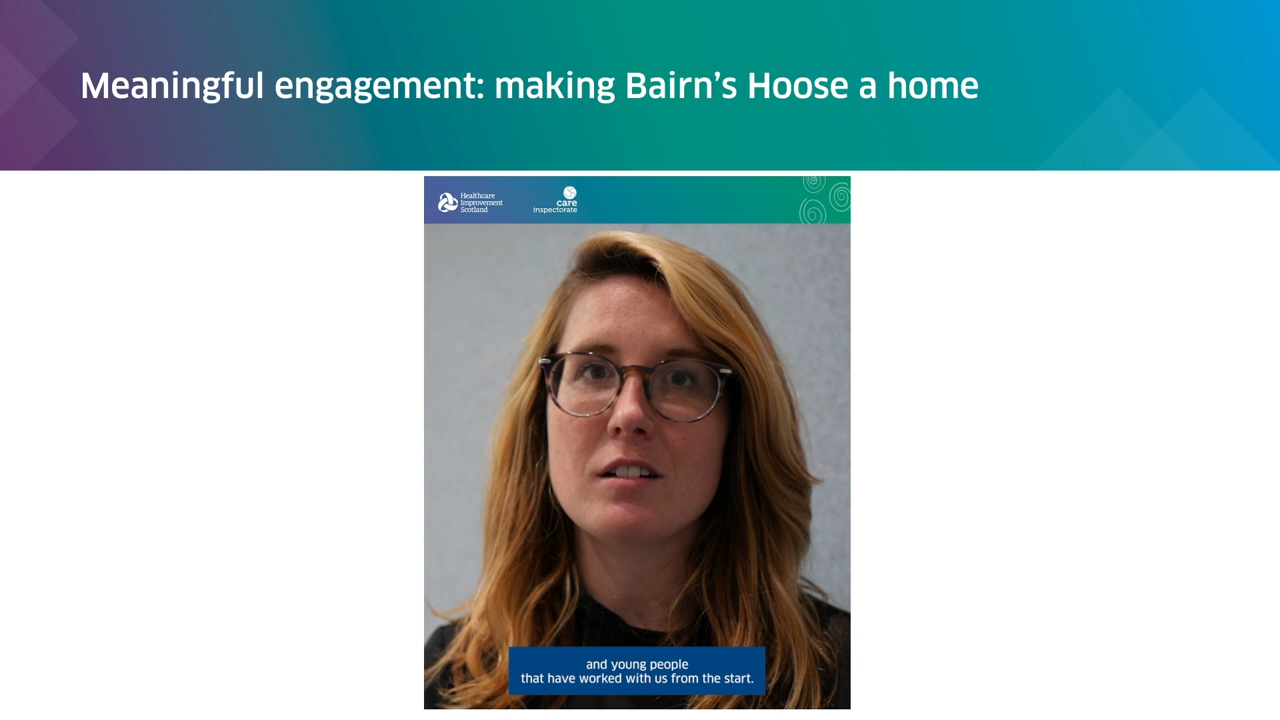 Meaningful engagement: making Bairn’s Hoose a home
Healthcare
Improvement
Scotland
care
inspectorate
and young people
that have worked with us from the start.